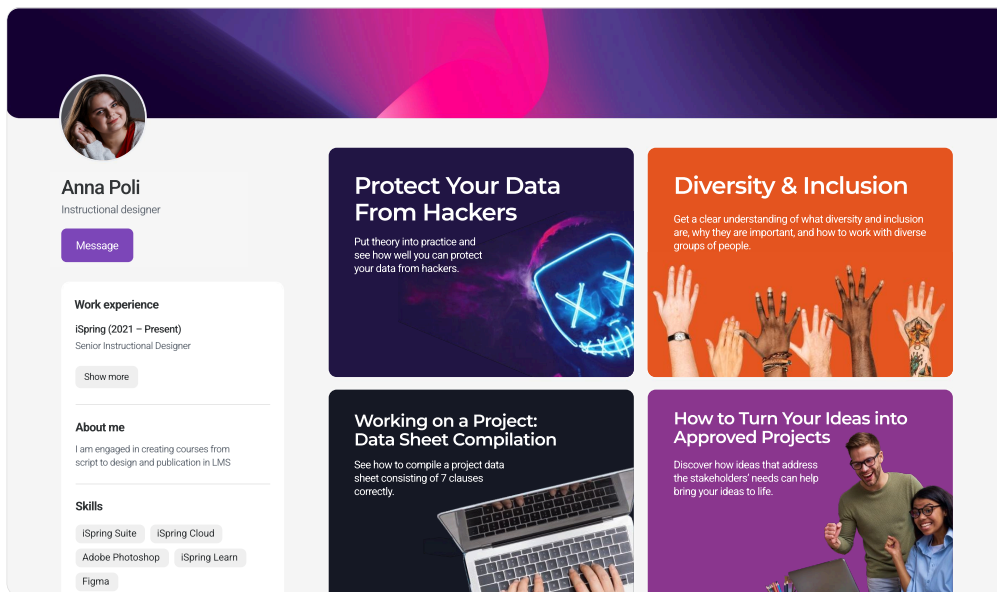 Anna Poli
Instructional designer
Message
Work experience
iSpring (2021 – Present)
Senior Instructional Designer
Show more
About me
I am engaged in creating courses from
script to design and publication in LMS
Skills
iSpring Suite
iSpring Cloud
Adobe Photoshop
iSpring Learn
Figma
Protect Your Data
From Hackers
Put theory into practice and
see how well you can protect
your data from hackers.
Diversity & Inclusion
Get a clear understanding of what diversity and inclusion
are, why they are important, and how to work with diverse
groups of people.
Working on a Project:
Data Sheet Compilation
See how to compile a project data
sheet consisting of 7 clauses
correctly.
How to Turn Your Ideas into
Approved Projects
Discover how ideas that address
the stakeholders' needs can help
bring your ideas to life.